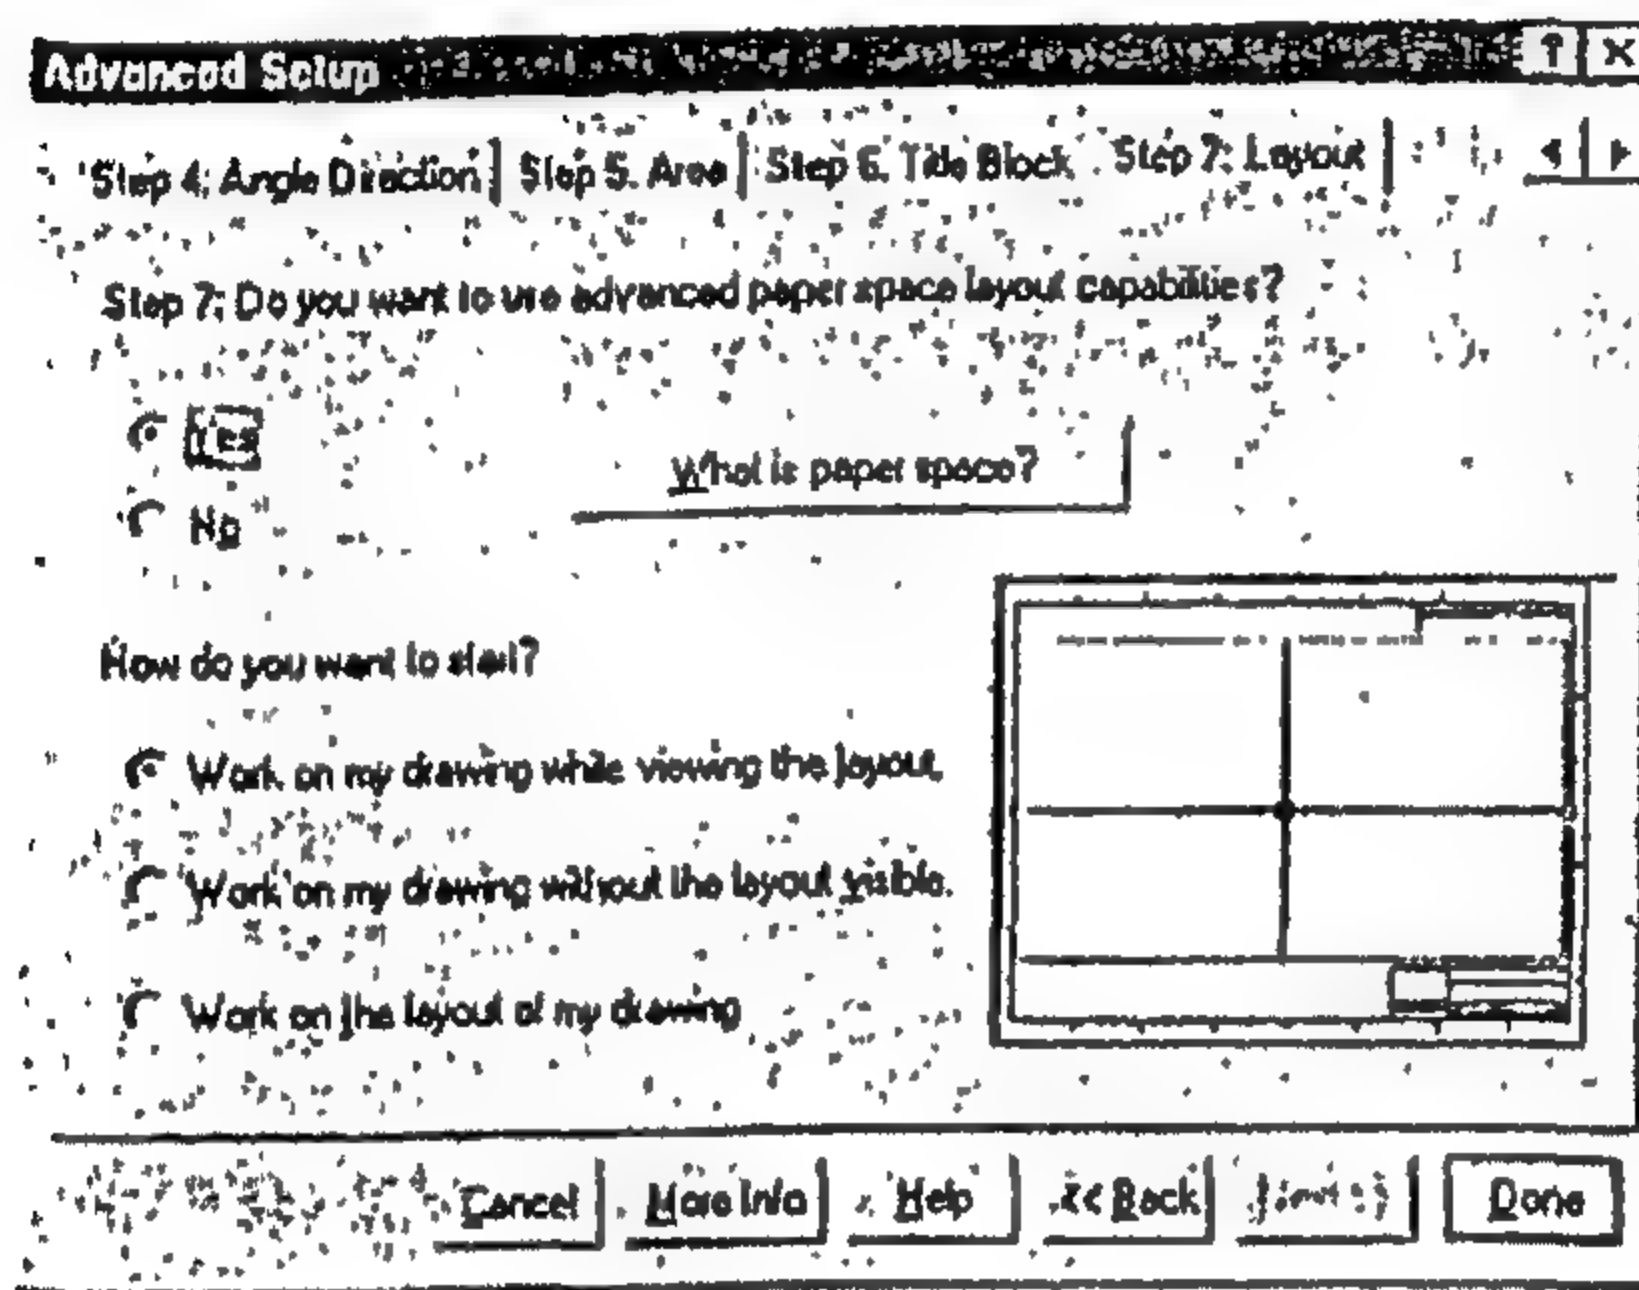 Advanced Setup
Step 4: Angle Direction Step 5. Area Step 6. Title Block Step 7: Layout
Step 7: Do you want to use advanced paper space layout capabilities?
Yes
What is paper space?
No
How do you want to start?
Work on my drawing while viewing the layout.
Work on my drawing without the layout visible.
Work on the layout of my drawing
Cancel More Info Help << Back Next >> Done